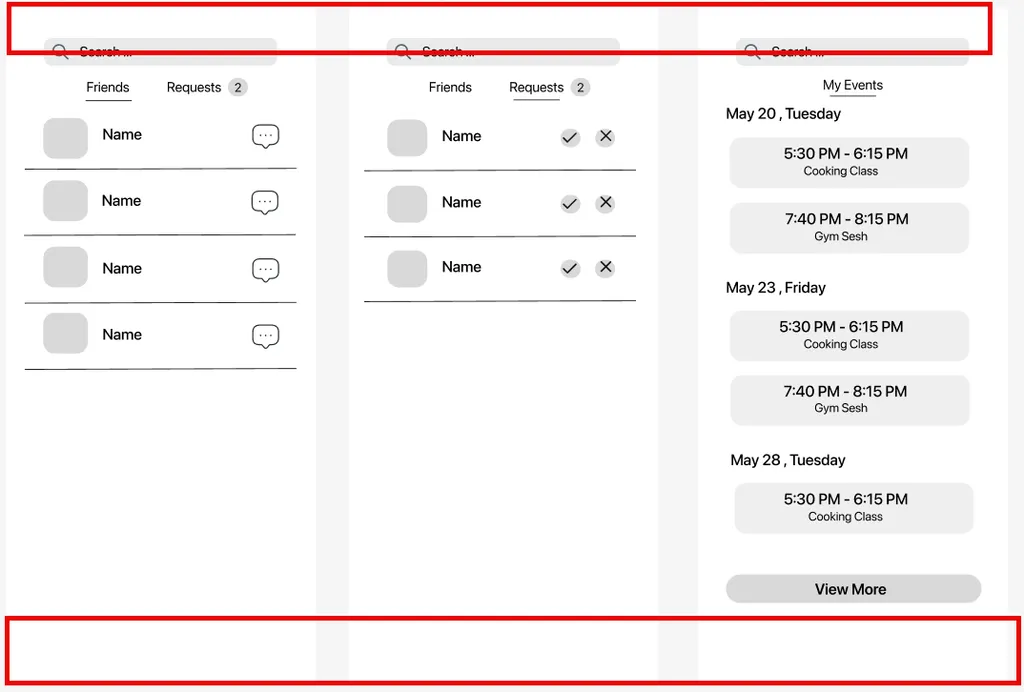 Search ...
Friends
Requests 2
Name
Name
Name
Name
Search ...
Friends
Requests 2
Name
Name
Name
Search ...
My Events
May 20 , Tuesday
5:30 PM - 6:15 PM
Cooking Class
7:40 PM - 8:15 PM
Gym Sesh
May 23 , Friday
5:30 PM - 6:15 PM
Cooking Class
7:40 PM - 8:15 PM
Gym Sesh
May 28 , Tuesday
5:30 PM - 6:15 PM
Cooking Class
View More